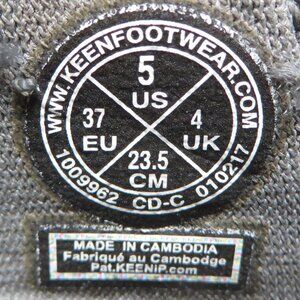 WWW.KEENFOOTWEAR.COM
5
US
37
EU
4
UK
23.5
CM
1009962 CD-C 010217
MADE IN CAMBODIA
Fabriqué au Cambodge
Pat.KEENiP.com